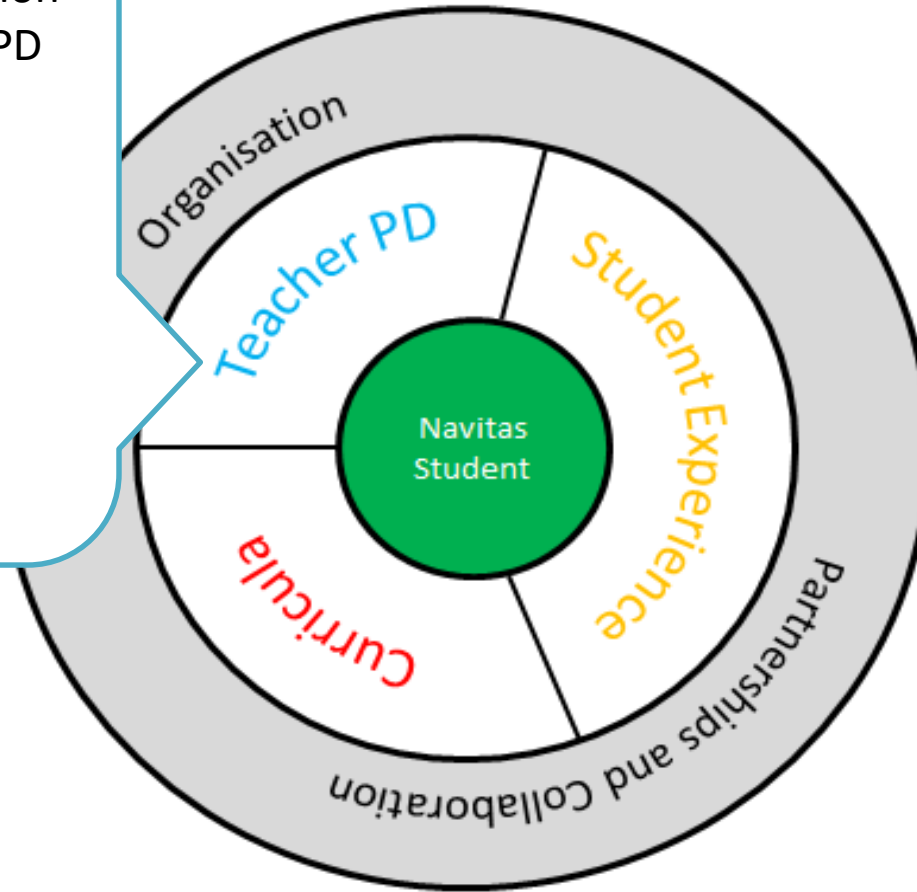 PD
Organisation
Teacher PD
Student Experience
Navitas
Student
Curricula
Partnerships and Collaboration